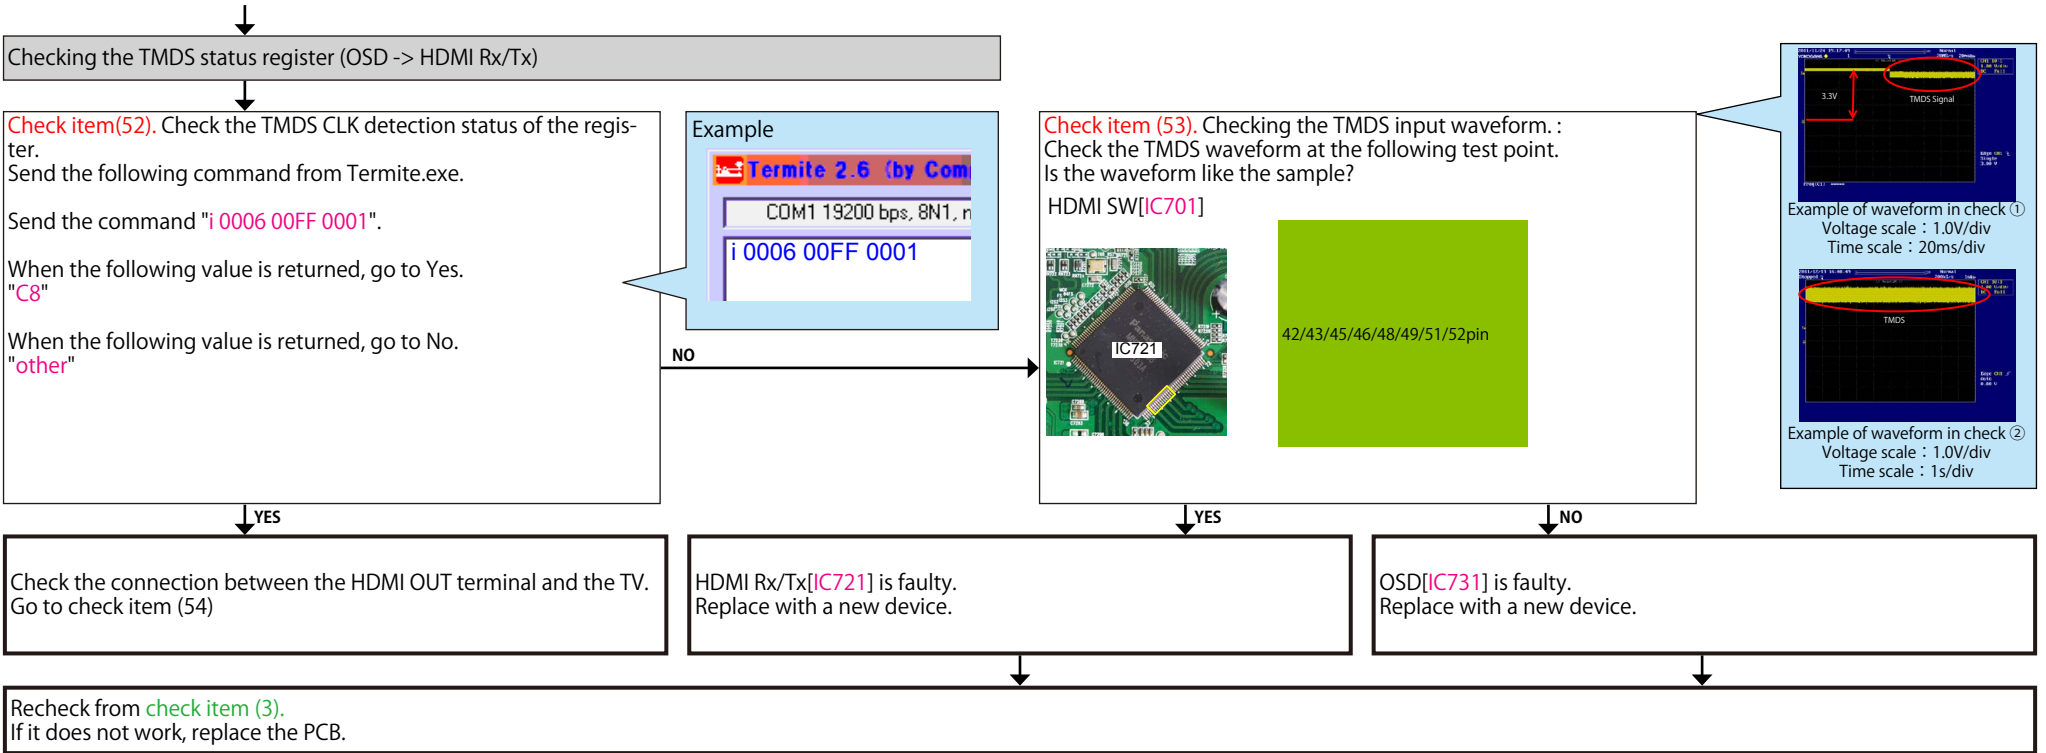 Checking the TMDS status register (OSD -> HDMI Rx/Tx)
Check item(52). Check the TMDS CLK detection status of the regis-
ter.
Send the following command from Termite.exe.
Send the command "i 0006 00FF 0001".
When the following value is returned, go to Yes.
"C8"
When the following value is returned, go to No.
"other"
Example
Termite 2.6 (by Com
COM1 19200 bps, 8N1, n
i 0006 00FF 0001
NO
Check item (53). Checking the TMDS input waveform. :
Check the TMDS waveform at the following test point.
Is the waveform like the sample?
HDMI SW[IC701]
IC721
42/43/45/46/48/49/51/52pin
3.3V
TMDS Signal
Example of waveform in check ①
Voltage scale：1.0V/div
Time scale：20ms/div
TMDS
Example of waveform in check ②
Voltage scale：1.0V/div
Time scale：1s/div
YES
YES
NO
Check the connection between the HDMI OUT terminal and the TV.
Go to check item (54)
HDMI Rx/Tx[IC721] is faulty.
Replace with a new device.
OSD[IC731] is faulty.
Replace with a new device.
Recheck from check item (3).
If it does not work, replace the PCB.